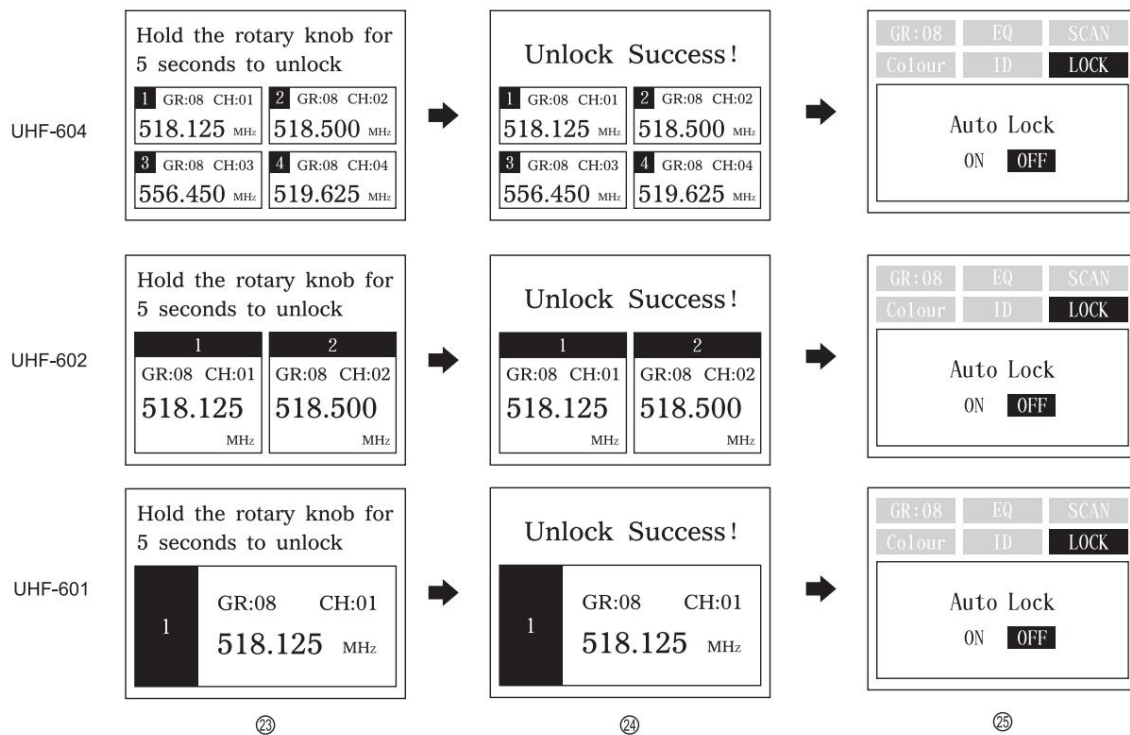 UHF-604
Hold the rotary knob for
5 seconds to unlock
1 GR:08 CH:01
518.125 MHz
2 GR:08 CH:02
518.500 MHz
3 GR:08 CH:03
556.450 MHz
4 GR:08 CH:04
519.625 MHz
Unlock Success!
1 GR:08 CH:01
518.125 MHz
2 GR:08 CH:02
518.500 MHz
3 GR:08 CH:03
556.450 MHz
4 GR:08 CH:04
519.625 MHz
GR:08 EQ SCAN
Colour ID LOCK
Auto Lock
ON OFF
UHF-602
Hold the rotary knob for
5 seconds to unlock
1
GR:08 CH:01
518.125
MHz
2
GR:08 CH:02
518.500
MHz
Unlock Success!
1
GR:08 CH:01
518.125
MHz
2
GR:08 CH:02
518.500
MHz
GR:08 EQ SCAN
Colour ID LOCK
Auto Lock
ON OFF
UHF-601
Hold the rotary knob for
5 seconds to unlock
1
GR:08 CH:01
518.125 MHz
Unlock Success!
1
GR:08 CH:01
518.125 MHz
GR:08 EQ SCAN
Colour ID LOCK
Auto Lock
ON OFF
㉓ ㉔ ㉕